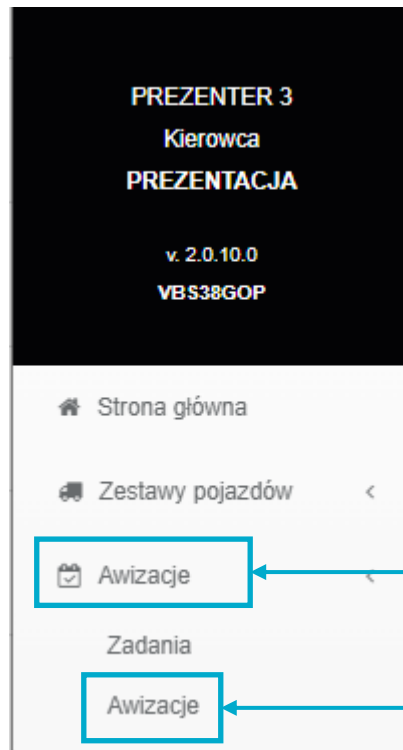 PREZENTER 3
Kierowca
PREZENTACJA
v. 2.0.10.0
VBS38GOP
Strona główna
Zestawy pojazdów
Awizacje
Zadania
Awizacje